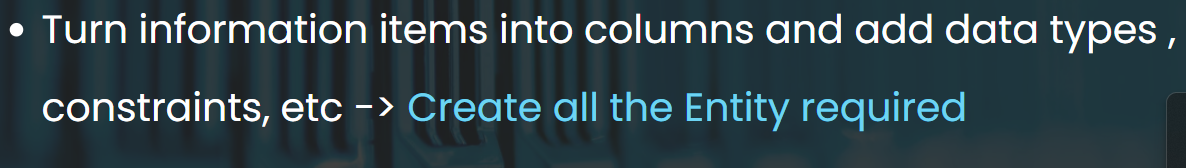 • Turn information items into columns and add data types ,
constraints, etc -> Create all the Entity required